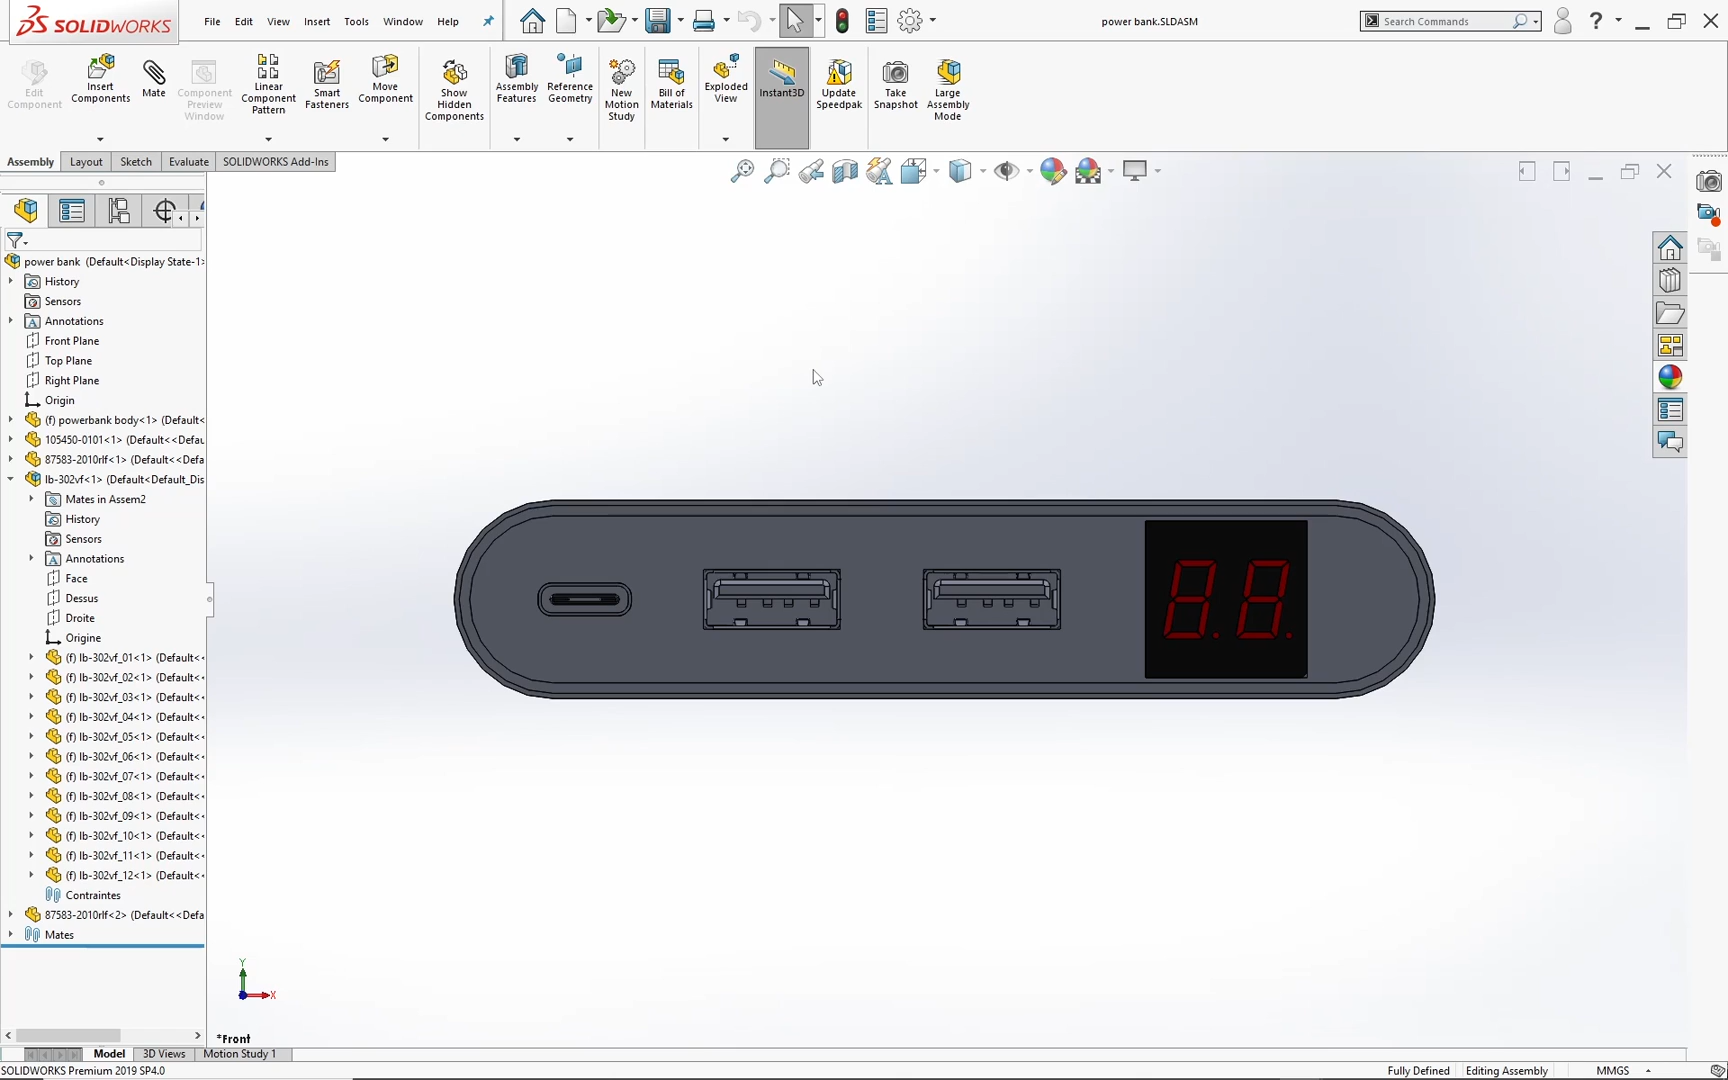 SOLIDWORKS
File Edit View Insert Tools Window Help
power bank.SLDASM
Search Commands
Edit Component
Insert Components
Mate
Component Preview Window
Linear Component Pattern
Smart Fasteners
Move Component
Show Hidden Components
Assembly Features
Reference Geometry
New Motion Study
Bill of Materials
Exploded View
Instant3D
Update Speedpak
Take Snapshot
Large Assembly Mode
Assembly Layout Sketch Evaluate SOLIDWORKS Add-Ins
power bank (Default<Display State-1>
History
Sensors
Annotations
Front Plane
Top Plane
Right Plane
Origin
(f) powerbank body<1> (Default<
105450-0101<1> (Default<<Defau
87583-2010rlf<1> (Default<<Defa
lb-302vf<1> (Default<Default_Dis
Mates in Assem2
History
Sensors
Annotations
Face
Dessus
Droite
Origine
(f) lb-302vf_01<1> (Default<<
(f) lb-302vf_02<1> (Default<<
(f) lb-302vf_03<1> (Default<<
(f) lb-302vf_04<1> (Default<<
(f) lb-302vf_05<1> (Default<<
(f) lb-302vf_06<1> (Default<<
(f) lb-302vf_07<1> (Default<<
(f) lb-302vf_08<1> (Default<<
(f) lb-302vf_09<1> (Default<<
(f) lb-302vf_10<1> (Default<<
(f) lb-302vf_11<1> (Default<<
(f) lb-302vf_12<1> (Default<<
Contraintes
87583-2010rlf<2> (Default<<Defa
Mates
8.8.
Y
X
*Front
Model 3D Views Motion Study 1
SOLIDWORKS Premium 2019 SP4.0
Fully Defined Editing Assembly MMGS